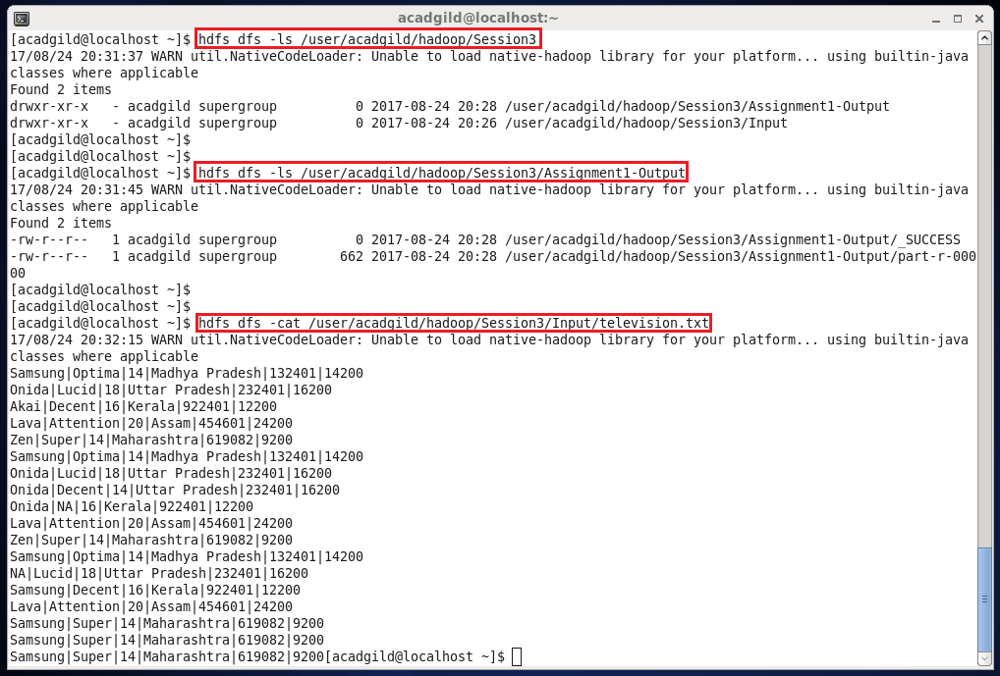 acadgild@localhost:~
[acadgild@localhost ~]$ hdfs dfs -ls /user/acadgild/hadoop/Session3
17/08/24 20:31:37 WARN util.NativeCodeLoader: Unable to load native-hadoop library for your platform... using builtin-java
classes where applicable
Found 2 items
drwxr-xr-x   - acadgild supergroup          0 2017-08-24 20:28 /user/acadgild/hadoop/Session3/Assignment1-Output
drwxr-xr-x   - acadgild supergroup          0 2017-08-24 20:26 /user/acadgild/hadoop/Session3/Input
[acadgild@localhost ~]$
[acadgild@localhost ~]$
[acadgild@localhost ~]$ hdfs dfs -ls /user/acadgild/hadoop/Session3/Assignment1-Output
17/08/24 20:31:45 WARN util.NativeCodeLoader: Unable to load native-hadoop library for your platform... using builtin-java
classes where applicable
Found 2 items
-rw-r--r--   1 acadgild supergroup          0 2017-08-24 20:28 /user/acadgild/hadoop/Session3/Assignment1-Output/_SUCCESS
-rw-r--r--   1 acadgild supergroup        662 2017-08-24 20:28 /user/acadgild/hadoop/Session3/Assignment1-Output/part-r-000
00
[acadgild@localhost ~]$
[acadgild@localhost ~]$
[acadgild@localhost ~]$ hdfs dfs -cat /user/acadgild/hadoop/Session3/Input/television.txt
17/08/24 20:32:15 WARN util.NativeCodeLoader: Unable to load native-hadoop library for your platform... using builtin-java
classes where applicable
Samsung|Optima|14|Madhya Pradesh|132401|14200
Onida|Lucid|18|Uttar Pradesh|232401|16200
Akai|Decent|16|Kerala|922401|12200
Lava|Attention|20|Assam|454601|24200
Zen|Super|14|Maharashtra|619082|9200
Samsung|Optima|14|Madhya Pradesh|132401|14200
Onida|Lucid|18|Uttar Pradesh|232401|16200
Onida|Decent|14|Uttar Pradesh|232401|16200
Onida|NA|16|Kerala|922401|12200
Lava|Attention|20|Assam|454601|24200
Zen|Super|14|Maharashtra|619082|9200
Samsung|Optima|14|Madhya Pradesh|132401|14200
NA|Lucid|18|Uttar Pradesh|232401|16200
Samsung|Decent|16|Kerala|922401|12200
Lava|Attention|20|Assam|454601|24200
Samsung|Super|14|Maharashtra|619082|9200
Samsung|Super|14|Maharashtra|619082|9200
Samsung|Super|14|Maharashtra|619082|9200[acadgild@localhost ~]$